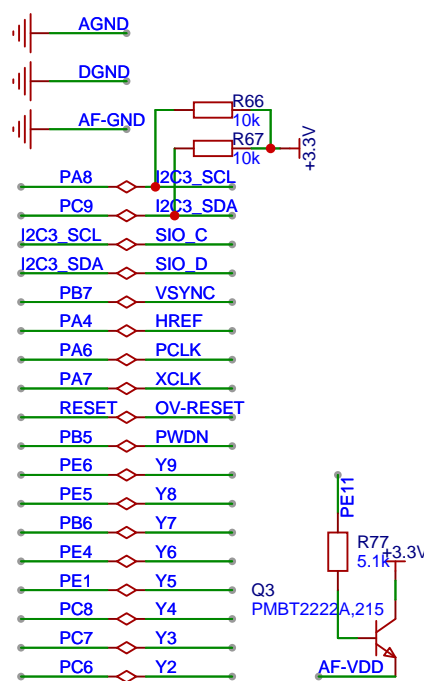 AGND
DGND
AF-GND
R66
10k
R67
10k
+3.3V
PA8 I2C3_SCL
PC9 I2C3_SDA
I2C3_SCL SIO_C
I2C3_SDA SIO_D
PB7 VSYNC
PA4 HREF
PA6 PCLK
PA7 XCLK
RESET OV-RESET
PB5 PWDN
PE6 Y9
PE5 Y8
PB6 Y7
PE4 Y6
PE1 Y5
PC8 Y4
PC7 Y3
PC6 Y2
PE11
R77
5.1k
+3.3V
Q3
PMBT2222A,215
AF-VDD